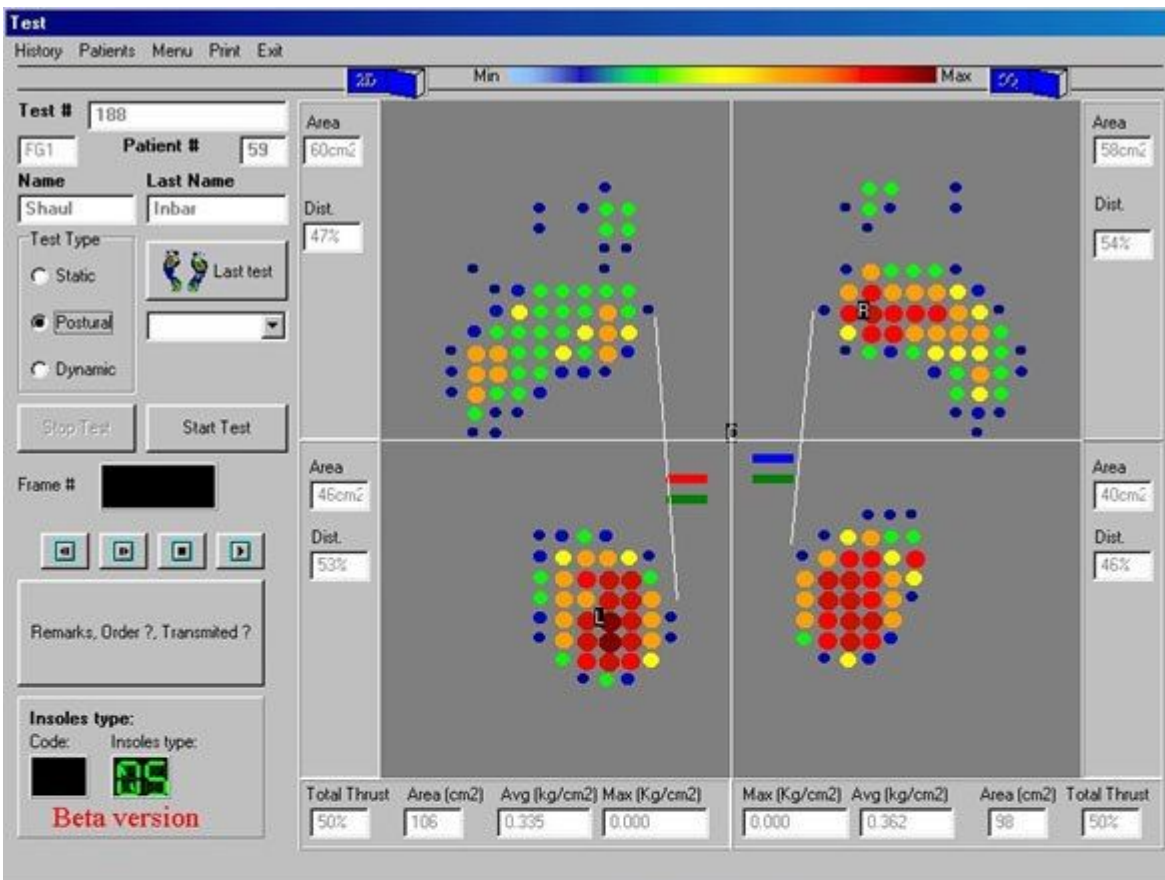 Test
History Patients Menu Print Exit
2D Min Max
Test # 188
FG1 Patient # 59
Name Last Name
Shaul Inbar
Test Type
Static
Postural
Dynamic
Last test
Stop Test Start Test
Frame #
Remarks, Order ?, Transmited ?
Insoles type:
Code: Insoles type:
05
Beta version
Area
60cm2
Dist.
47%
R
Area
58cm2
Dist.
54%
Area
46cm2
Dist.
53%
L
Area
40cm2
Dist.
46%
Total Thrust Area (cm2) Avg (kg/cm2) Max (Kg/cm2) Max (Kg/cm2) Avg (kg/cm2) Area (cm2) Total Thrust
50% 106 0.335 0.000 0.000 0.362 98 50%